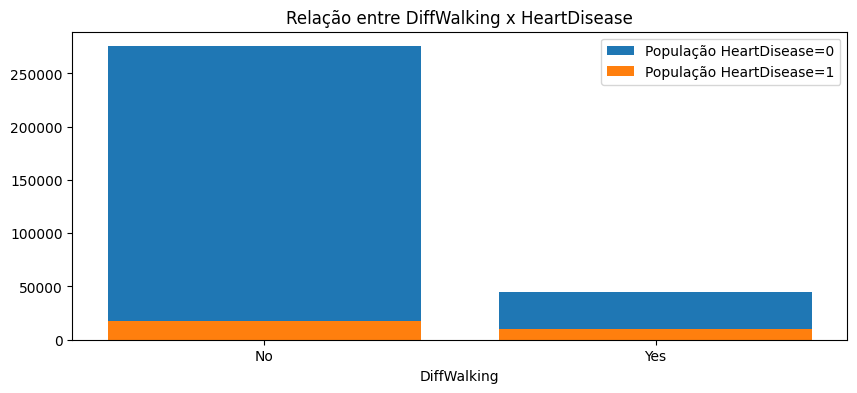 Relação entre DiffWalking x HeartDisease
População HeartDisease=0
População HeartDisease=1
250000
200000
150000
100000
50000
0
No
Yes
DiffWalking